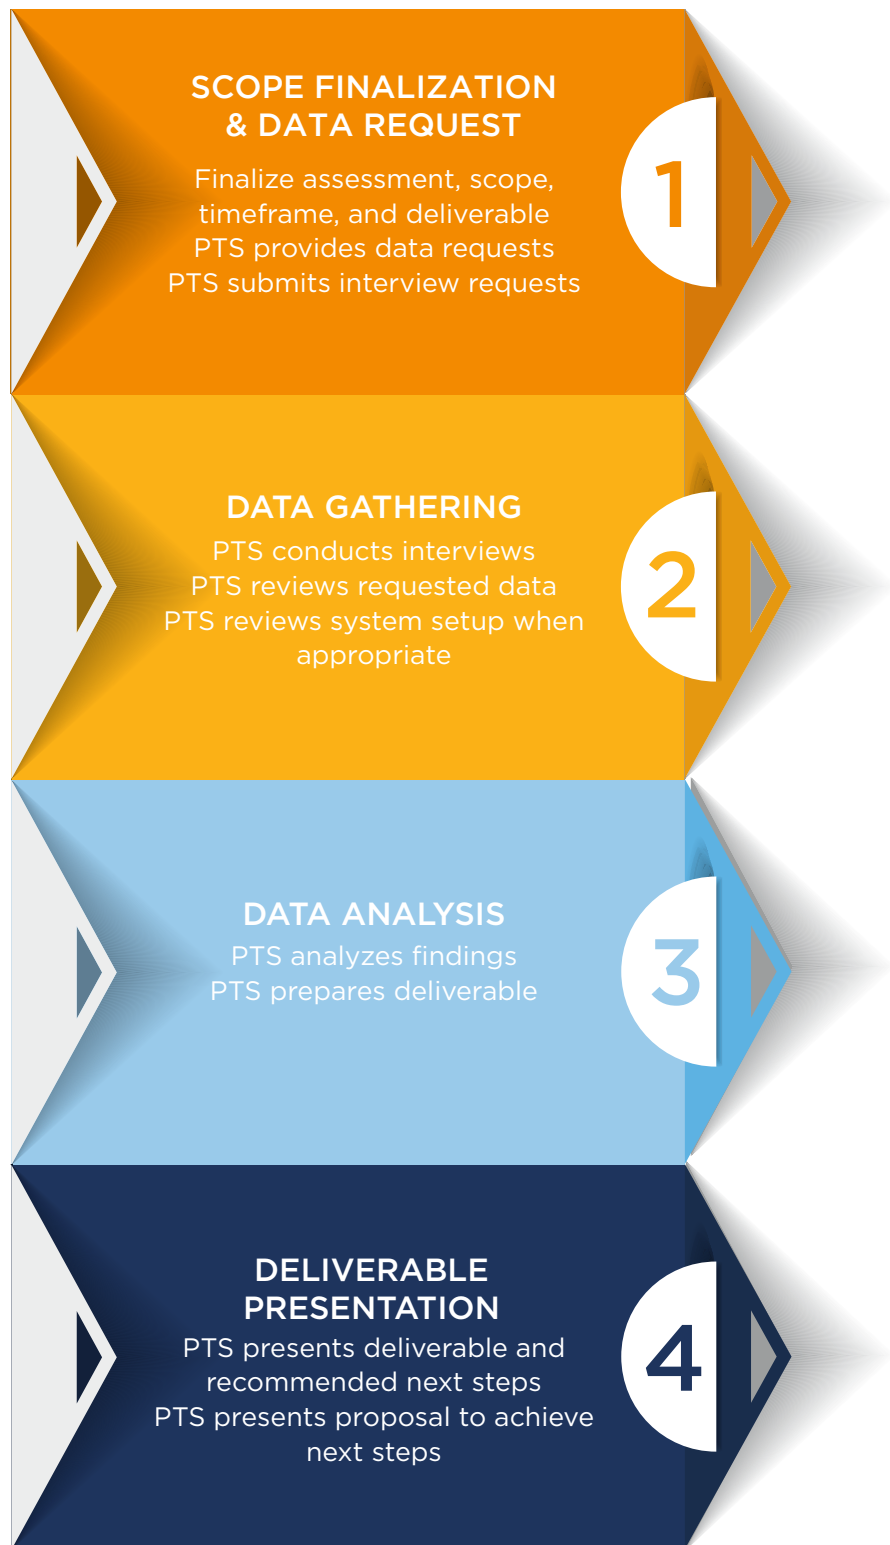 SCOPE FINALIZATION
& DATA REQUEST
Finalize assessment, scope,
timeframe, and deliverable
PTS provides data requests
PTS submits interview requests
1
DATA GATHERING
PTS conducts interviews
PTS reviews requested data
PTS reviews system setup when
appropriate
2
DATA ANALYSIS
PTS analyzes findings
PTS prepares deliverable
3
DELIVERABLE
PRESENTATION
PTS presents deliverable and
recommended next steps
PTS presents proposal to achieve
next steps
4